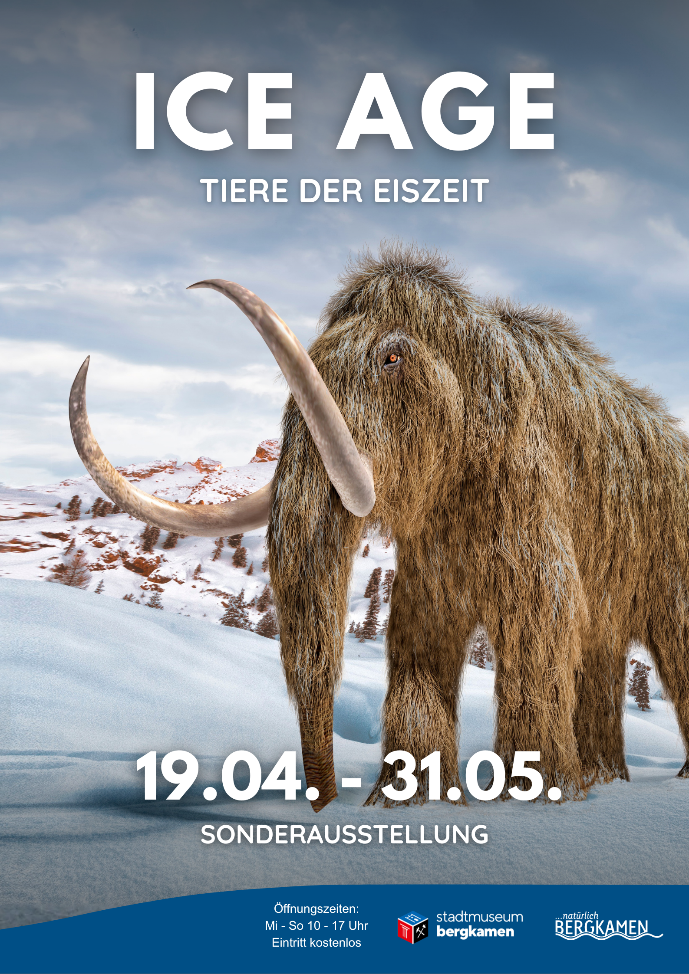 ICE AGE
TIERE DER EISZEIT
19.04. - 31.05.
SONDERAUSSTELLUNG
Öffnungszeiten:
Mi - So 10 - 17 Uhr
Eintritt kostenlos
stadtmuseum
bergkamen
...natürlich
BERGKAMEN